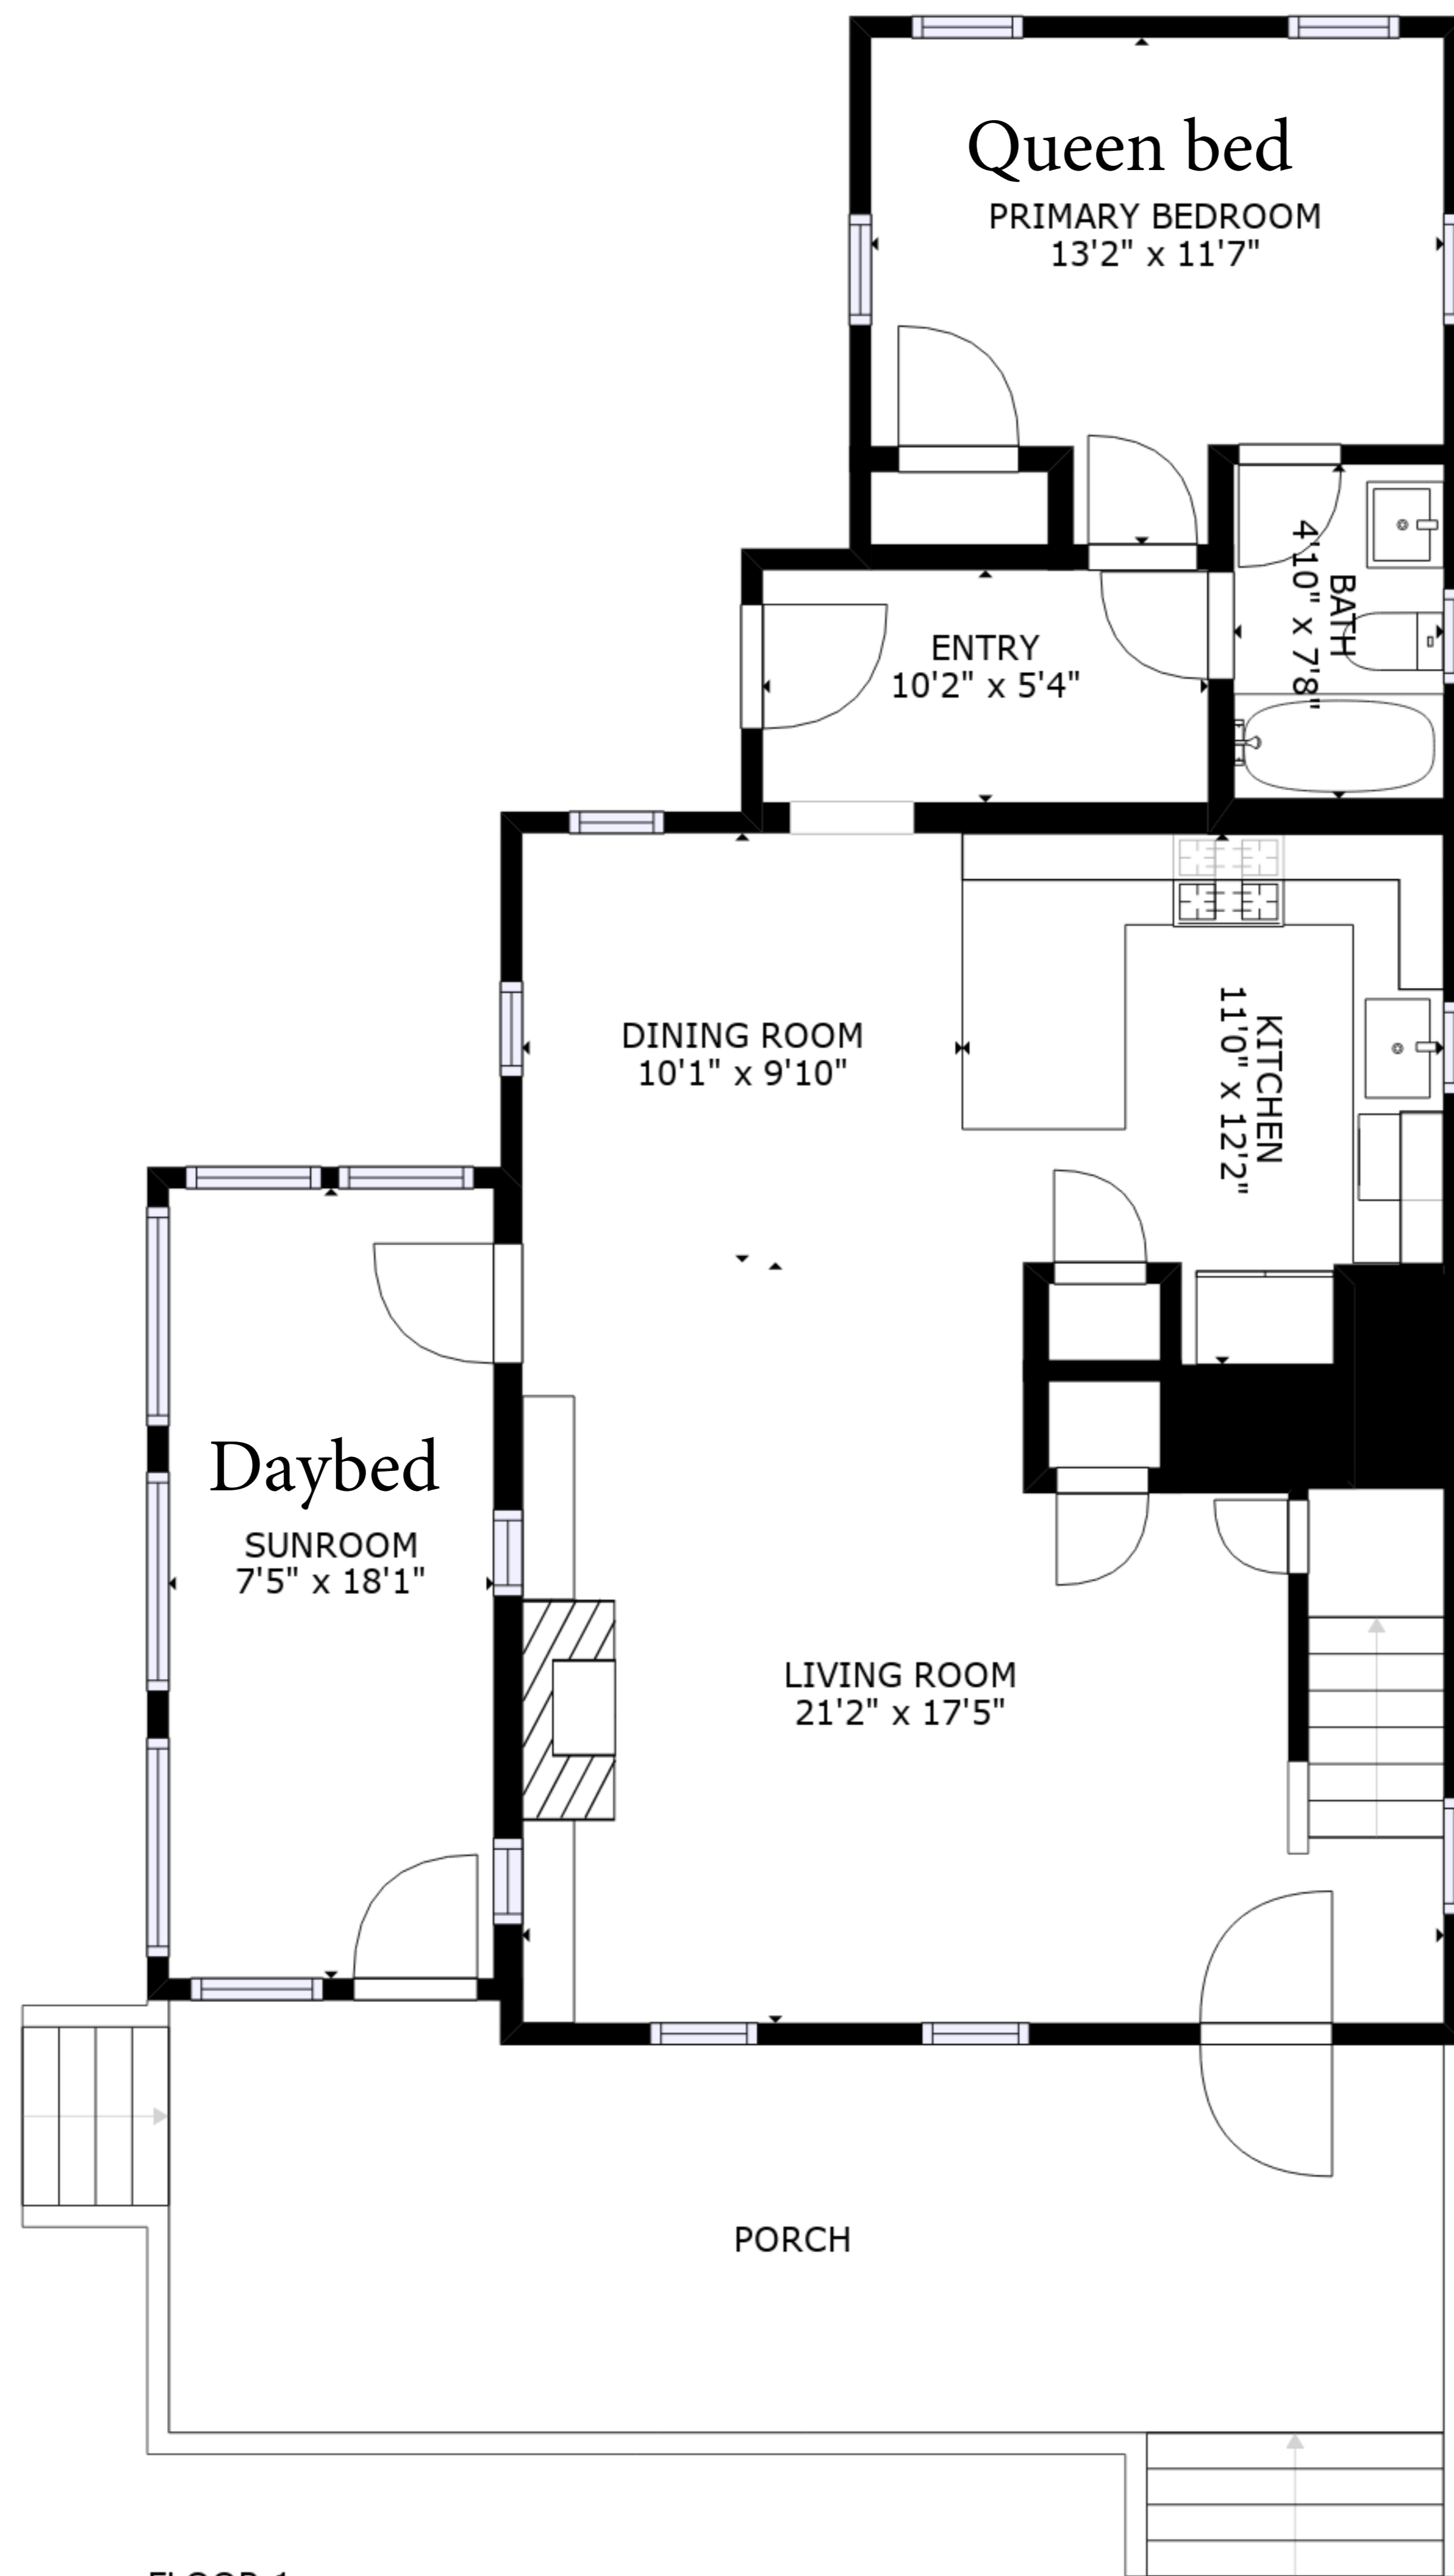 Queen bed
PRIMARY BEDROOM
13'2" x 11'7"
BATH
4'10" x 7'8"
ENTRY
10'2" x 5'4"
DINING ROOM
10'1" x 9'10"
KITCHEN
11'0" x 12'2"
Daybed
SUNROOM
7'5" x 18'1"
LIVING ROOM
21'2" x 17'5"
PORCH
FLOOR 1